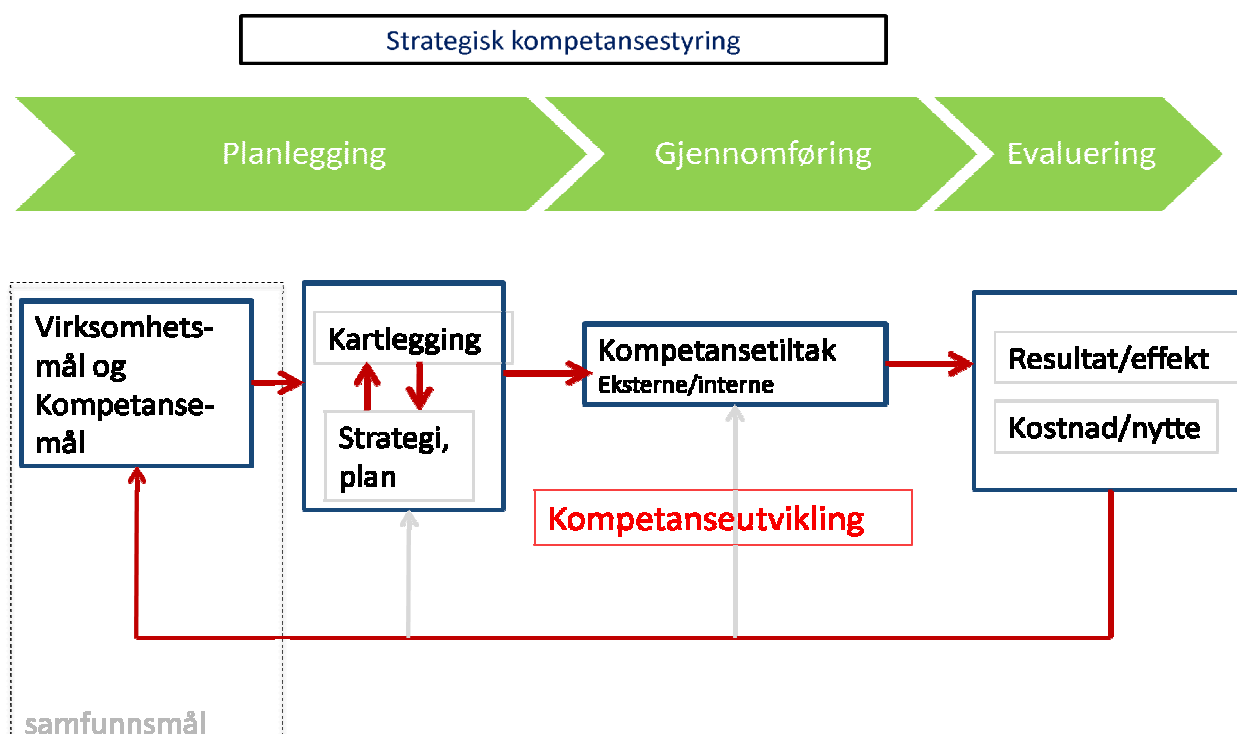 Strategisk kompetansestyring
Planlegging
Gjennomføring
Evaluering
Virksomhets-
mål og
Kompetanse-
mål
Kartlegging
Strategi,
plan
Kompetansetiltak
Eksterne/interne
Resultat/effekt
Kostnad/nytte
Kompetanseutvikling
samfunnsmål